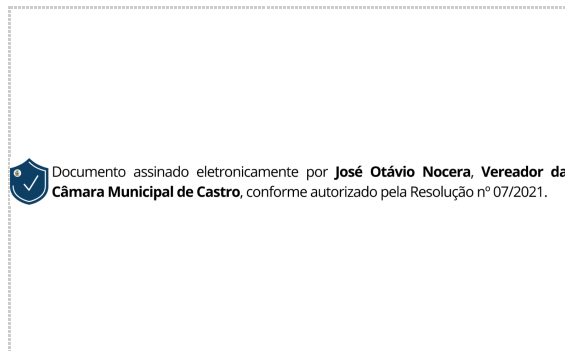 Documento assinado eletronicamente por José Otávio Nocera, Vereador da
Câmara Municipal de Castro, conforme autorizado pela Resolução nº 07/2021.